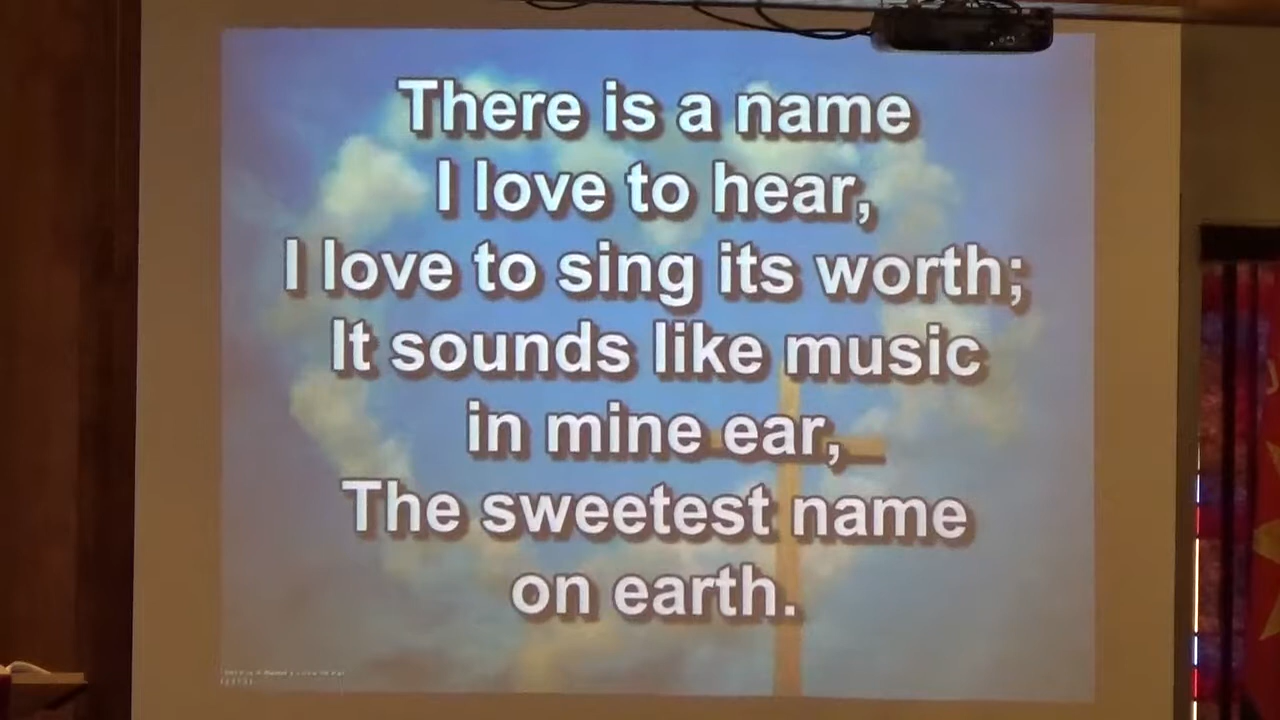 There is a name
I love to hear,
I love to sing its worth;
It sounds like music
in mine ear,
The sweetest name
on earth.